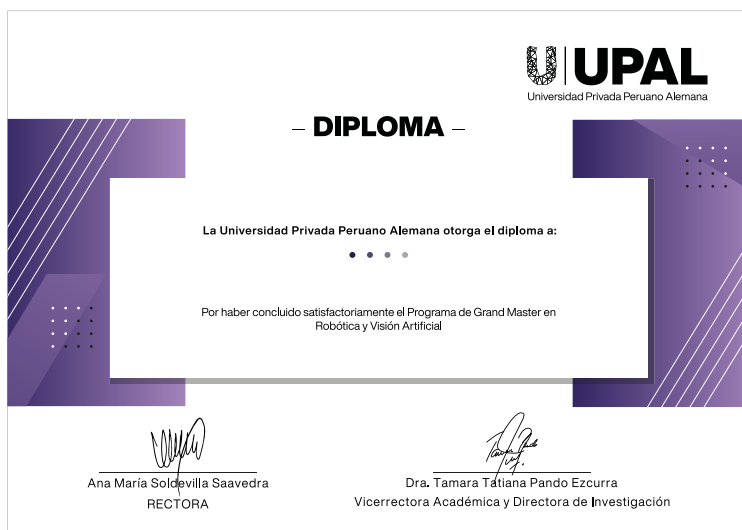 UPAL
Universidad Privada Peruano Alemana
– DIPLOMA –
La Universidad Privada Peruano Alemana otorga el diploma a:
Por haber concluido satisfactoriamente el Programa de Grand Master en
Robótica y Visión Artificial
Ana María Soldevilla Saavedra
RECTORA
Dra. Tamara Tatiana Pando Ezcurra
Vicerrectora Académica y Directora de Investigación